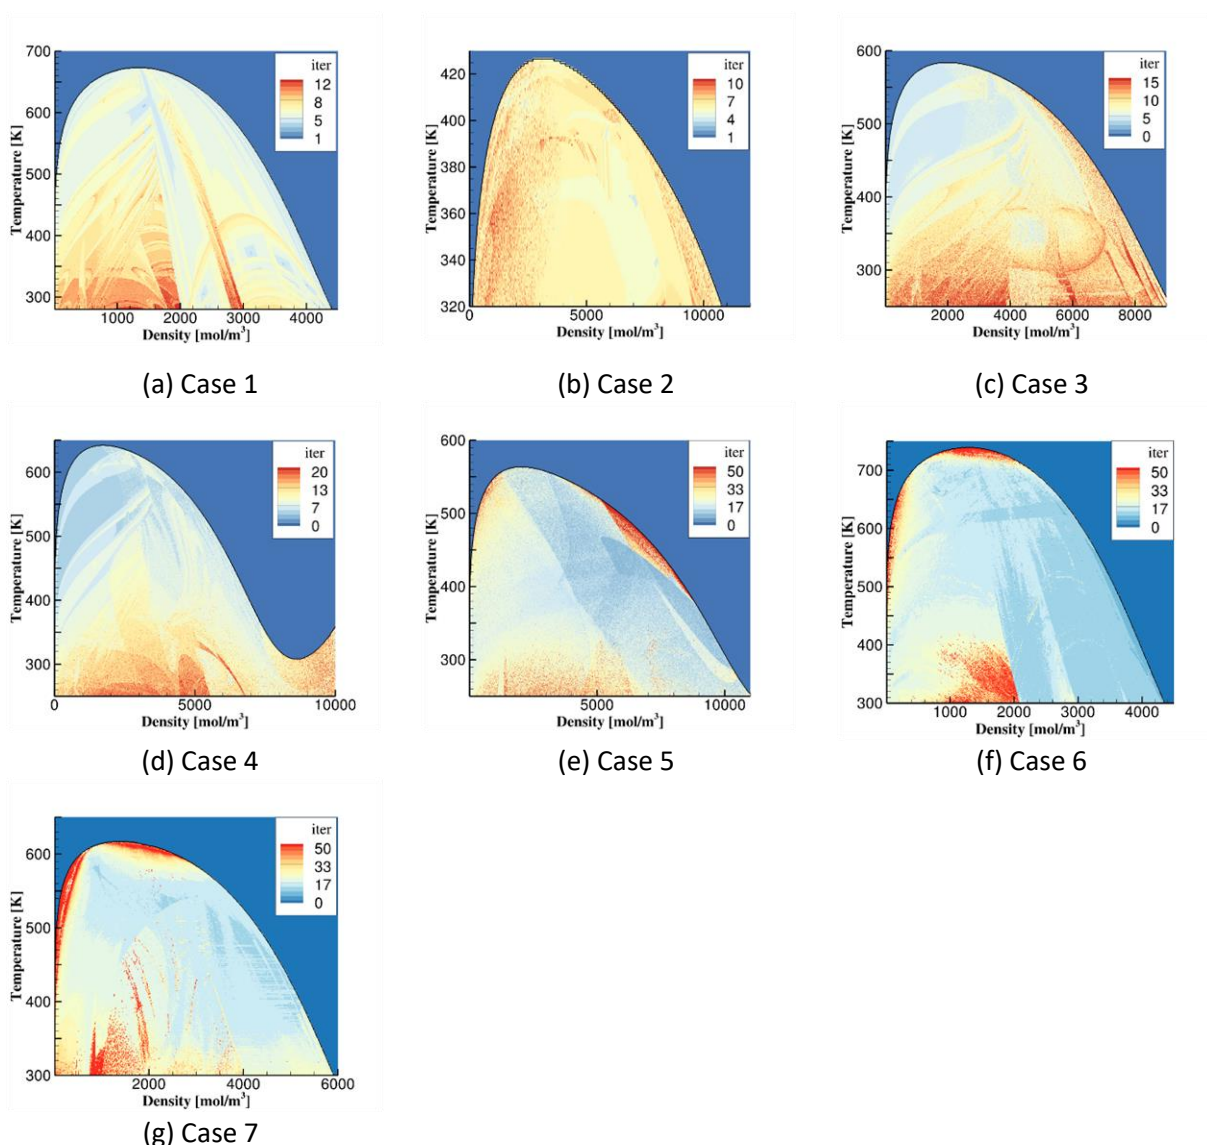 700
650
600
550
500
450
400
350
300
1000 2000 3000 4000
Temperature [K]
Density [mol/m³]
iter
12
8
5
1
420
400
380
360
340
320
0 5000 10000
Temperature [K]
Density [mol/m³]
iter
10
7
4
1
600
500
400
300
2000 4000 6000 8000
Temperature [K]
Density [mol/m³]
iter
15
10
5
0
(a) Case 1
(b) Case 2
(c) Case 3
600
500
400
300
0 5000 10000
Temperature [K]
Density [mol/m³]
iter
20
13
7
0
600
500
400
300
5000 10000
Temperature [K]
Density [mol/m³]
iter
50
33
17
0
700
600
500
400
300
1000 2000 3000 4000
Temperature [K]
Density [mol/m³]
iter
50
33
17
0
(d) Case 4
(e) Case 5
(f) Case 6
600
500
400
300
2000 4000 6000
Temperature [K]
Density [mol/m³]
iter
50
33
17
0
(g) Case 7